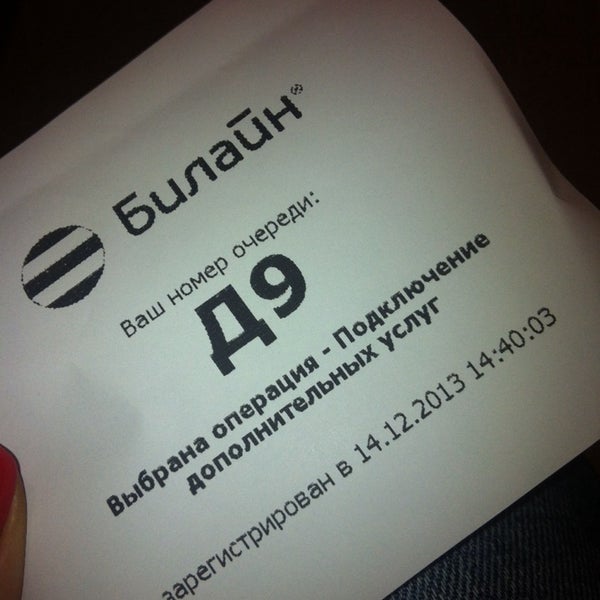 Билайн®
Ваш номер очереди:
Д9
Выбрана операция - Подключение
дополнительных услуг
зарегистрирован в 14.12.2013 14:40:03